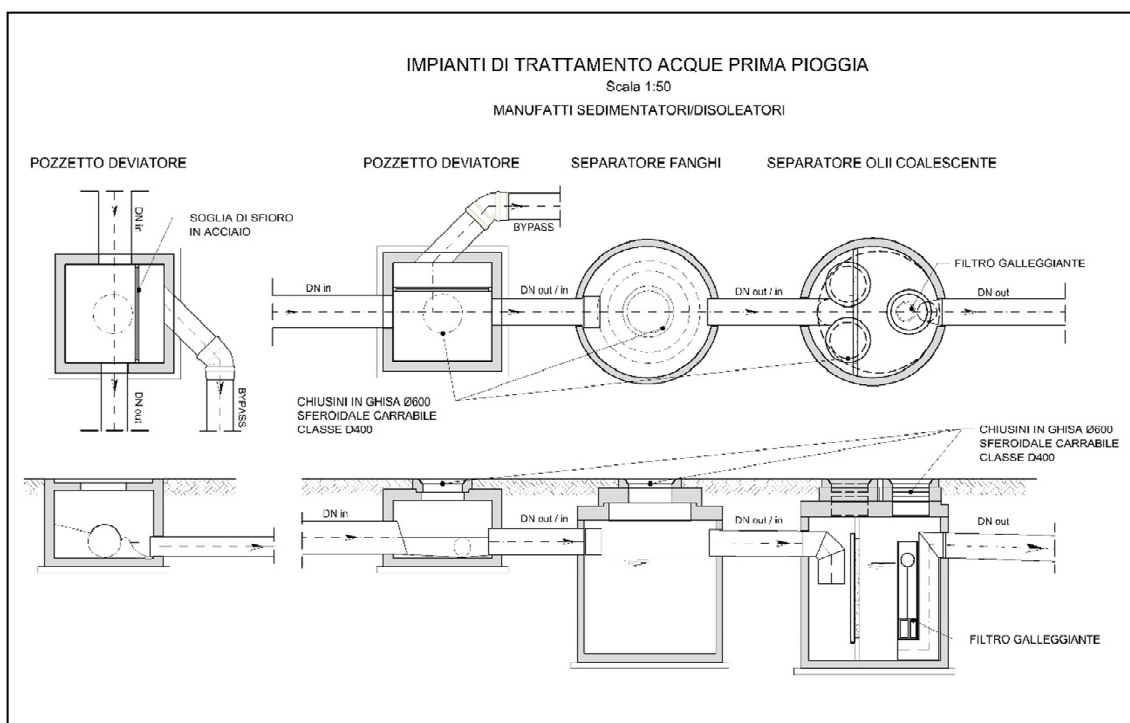 IMPIANTI DI TRATTAMENTO ACQUE PRIMA PIOGGIA
Scala 1:50
MANUFATTI SEDIMENTATORI/DISOLEATORI
POZZETTO DEVIATORE
POZZETTO DEVIATORE
SEPARATORE FANGHI
SEPARATORE OLII COALESCENTE
DN in
SOGLIA DI SFIORO
IN ACCIAIO
BYPASS
FILTRO GALLEGGIANTE
DN in
DN out / in
DN out / in
DN out
DN out
BYPASS
CHIUSINI IN GHISA Ø600
SFEROIDALE CARRABILE
CLASSE D400
CHIUSINI IN GHISA Ø600
SFEROIDALE CARRABILE
CLASSE D400
DN in
DN out / in
DN out / in
DN out
FILTRO GALLEGGIANTE